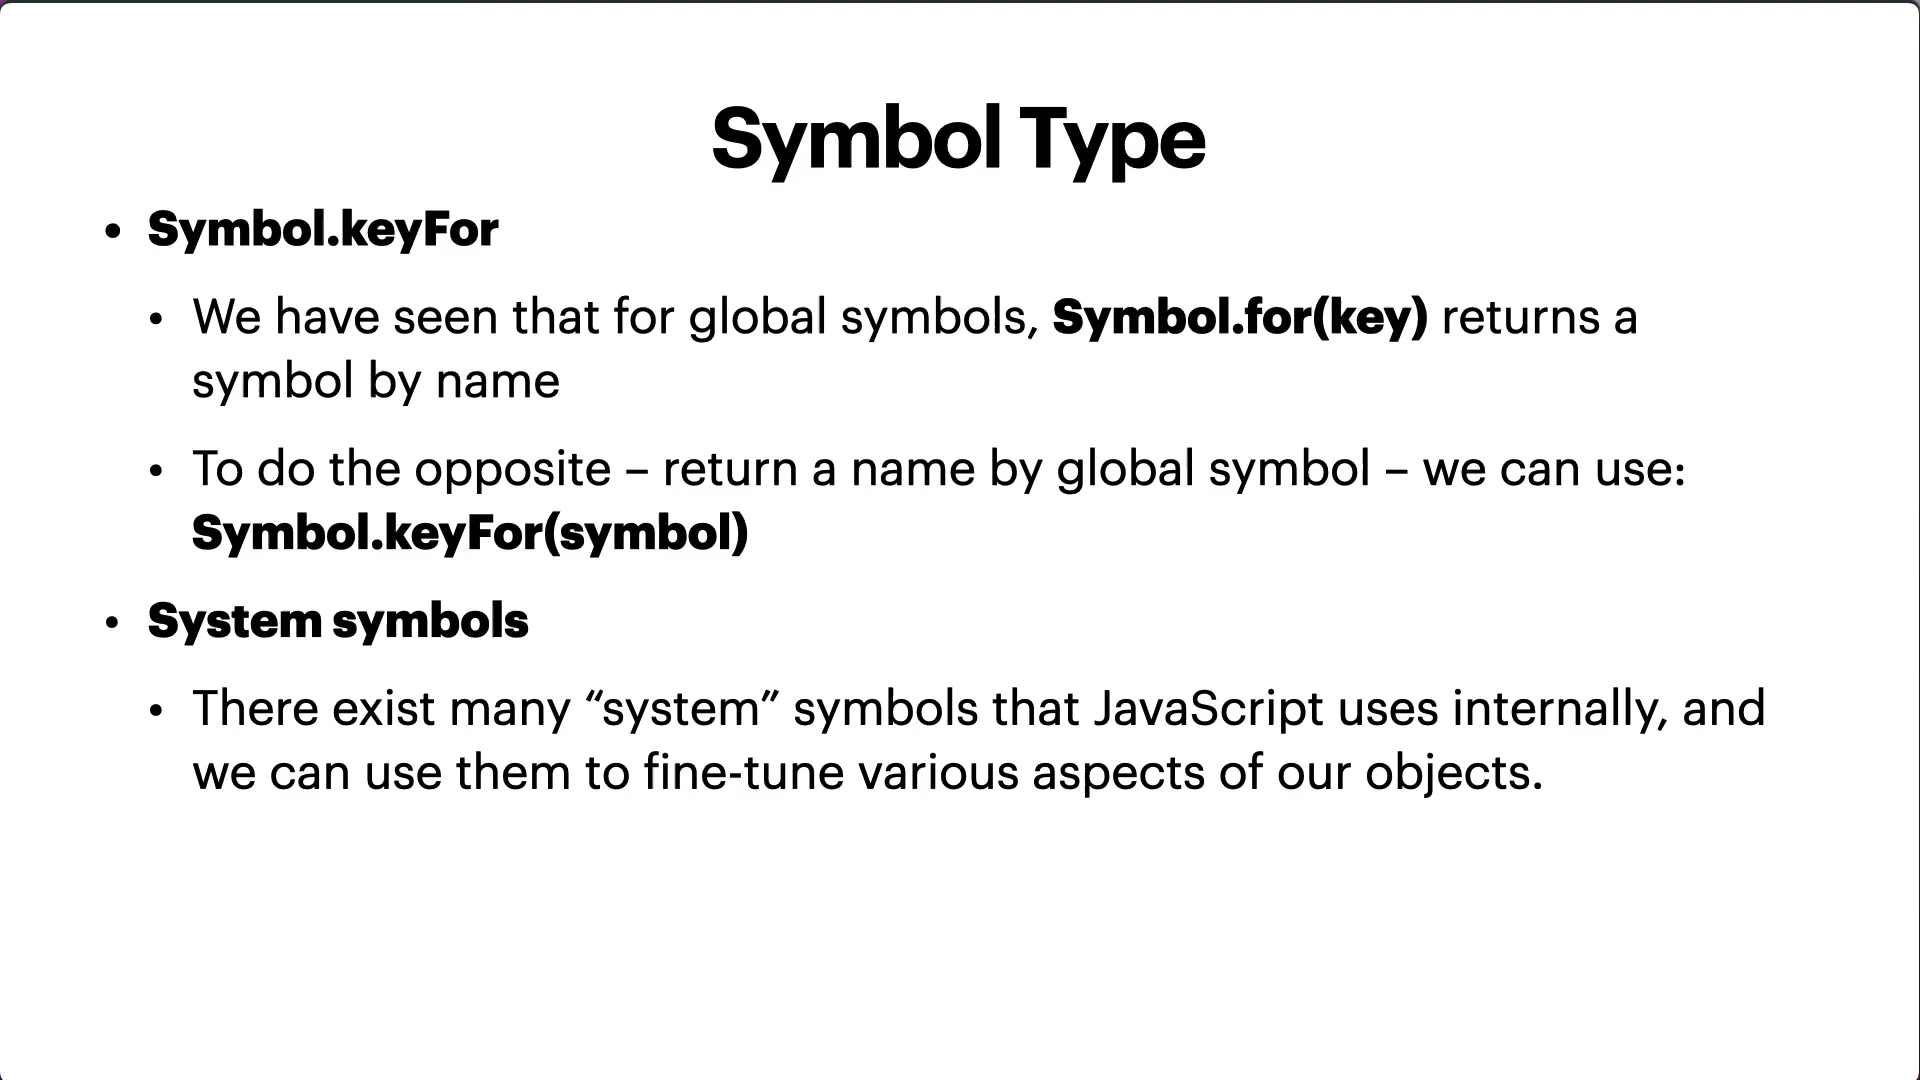 Symbol Type
• Symbol.keyFor
• We have seen that for global symbols, Symbol.for(key) returns a
symbol by name
• To do the opposite – return a name by global symbol – we can use:
Symbol.keyFor(symbol)
• System symbols
• There exist many “system” symbols that JavaScript uses internally, and
we can use them to fine-tune various aspects of our objects.